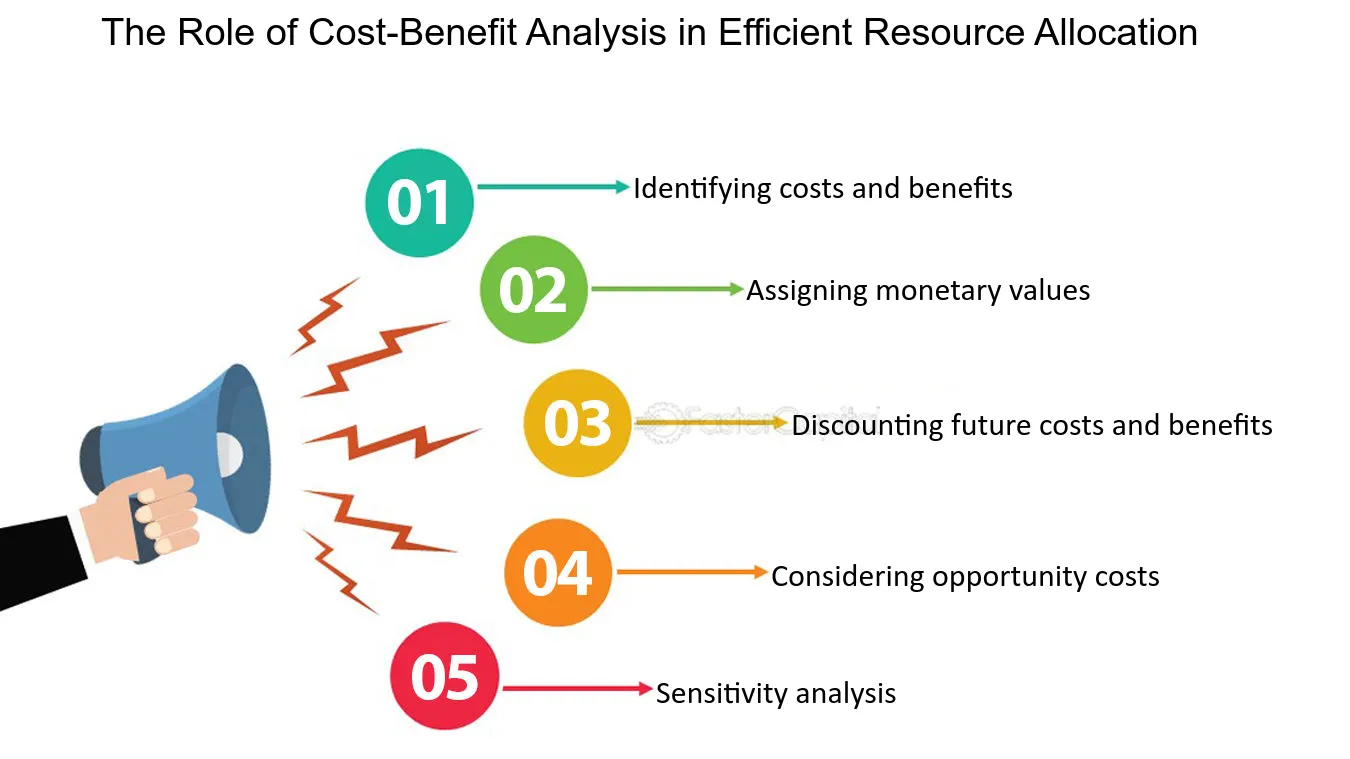 The Role of Cost-Benefit Analysis in Efficient Resource Allocation
01
Identifying costs and benefits
02
Assigning monetary values
03
FasterCapital
Discounting future costs and benefits
04
Considering opportunity costs
05
Sensitivity analysis